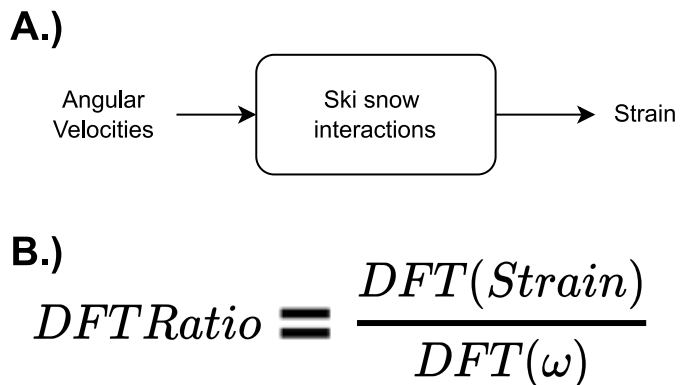 A.)
Angular
Velocities
Ski snow
interactions
Strain
B.)
DFTRatio = DFT(Strain) / DFT(ω)